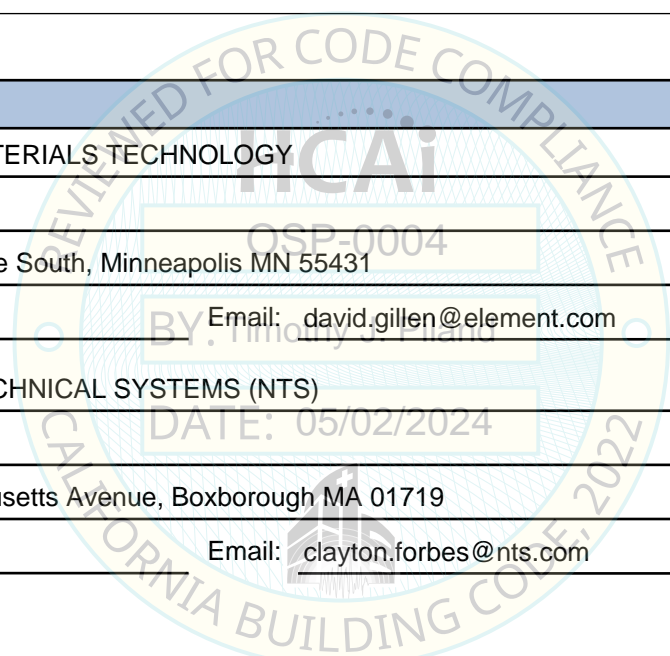 REVIEWED FOR CODE COMPLIANCE
HCAi
TERIALS TECHNOLOGY
OSP-0004
e South, Minneapolis MN 55431
Email: david.gillen@element.com
BY: Timothy J. Piland
CHNICAL SYSTEMS (NTS)
DATE: 05/02/2024
usetts Avenue, Boxborough MA 01719
Email: clayton.forbes@nts.com
CALIFORNIA BUILDING CODE, 2022